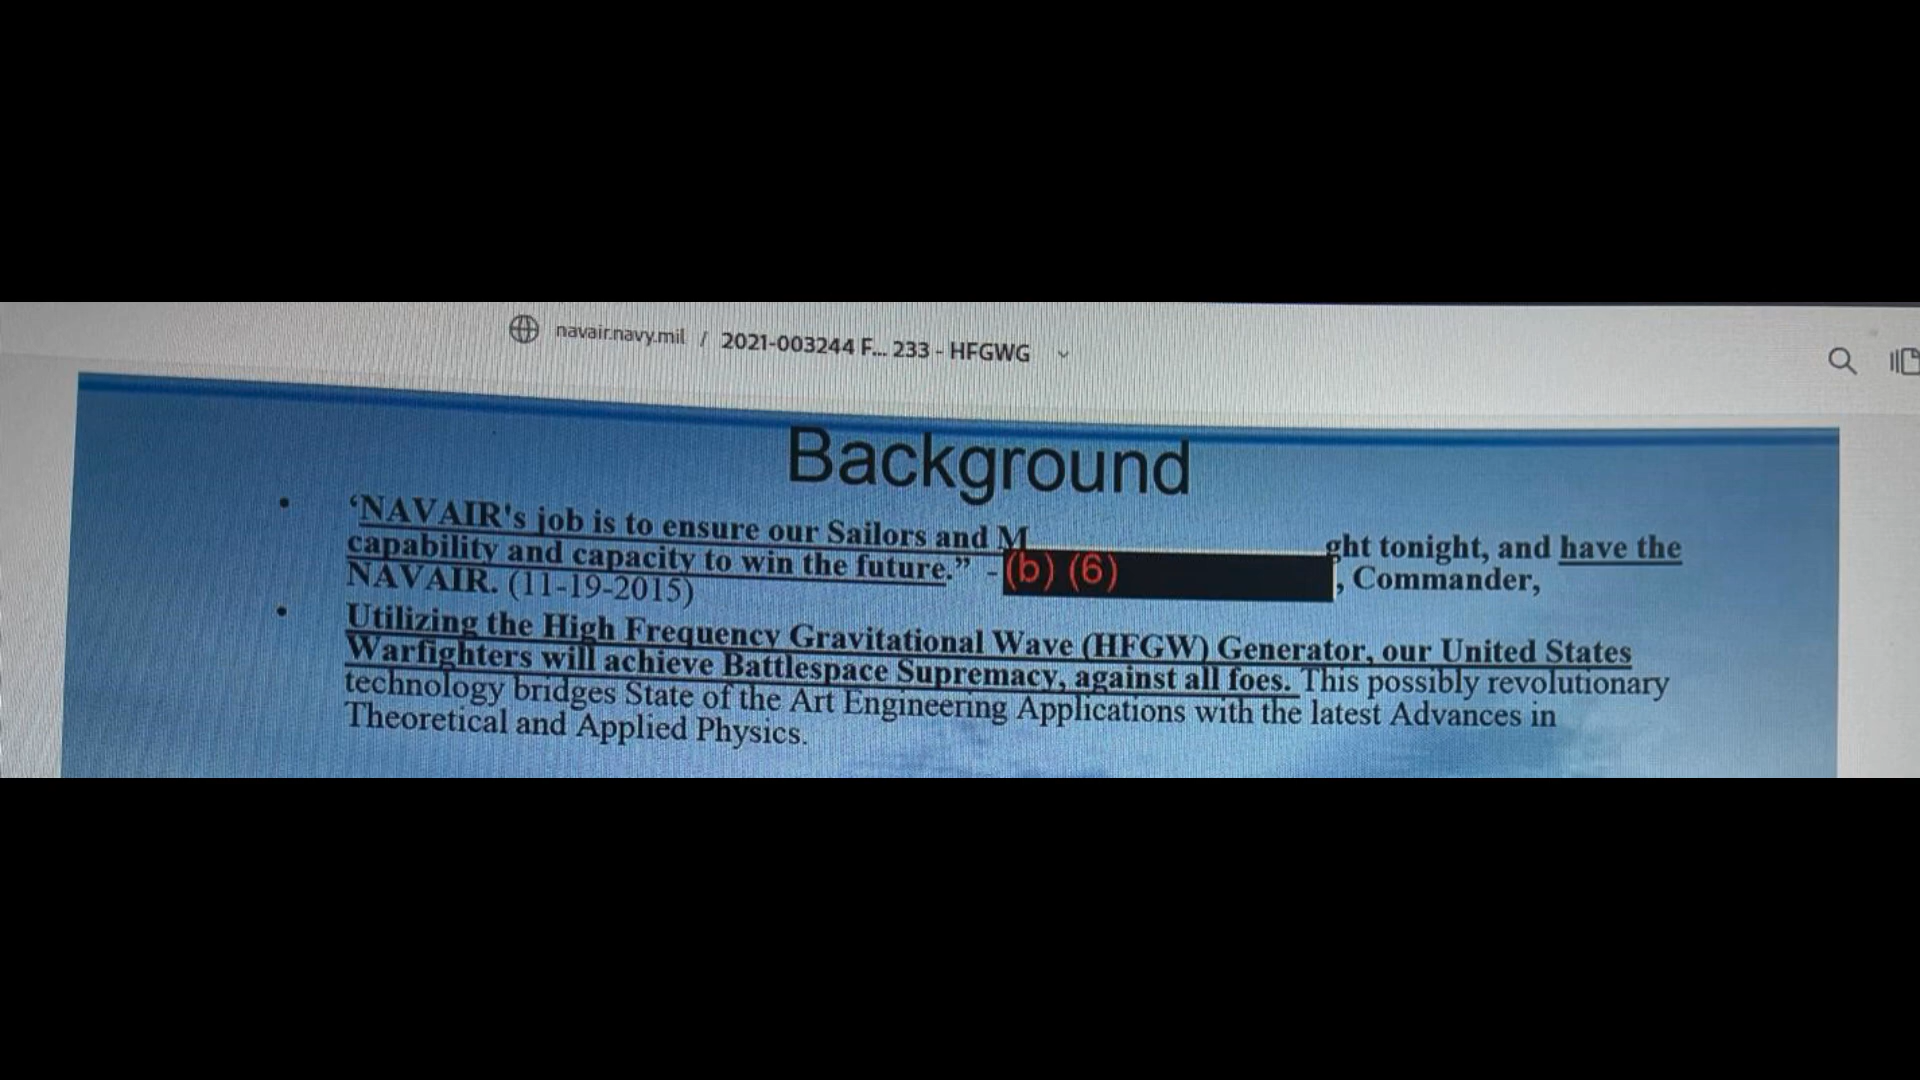 navair.navy.mil / 2021-003244 F... 233 - HFGWG
Background
• ‘NAVAIR's job is to ensure our Sailors and M ght tonight, and have the
capability and capacity to win the future.” - (b) (6) , Commander,
NAVAIR. (11-19-2015)
• Utilizing the High Frequency Gravitational Wave (HFGW) Generator, our United States
Warfighters will achieve Battlespace Supremacy, against all foes. This possibly revolutionary
technology bridges State of the Art Engineering Applications with the latest Advances in
Theoretical and Applied Physics.